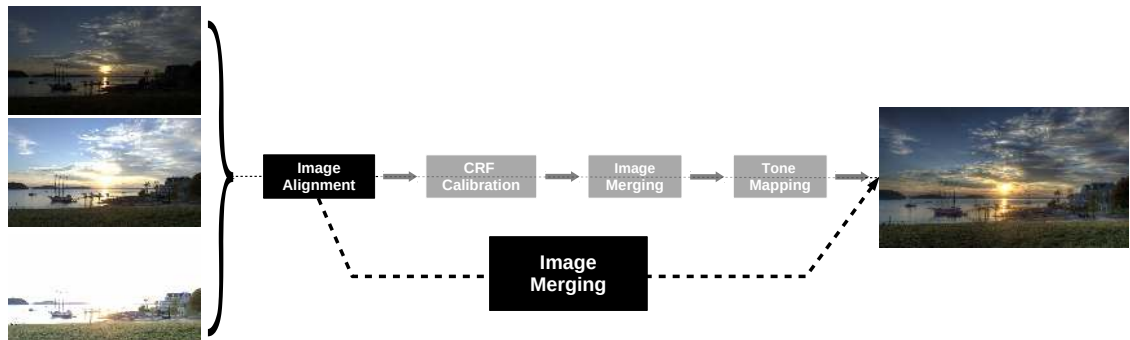 Image
Alignment
CRF
Calibration
Image
Merging
Tone
Mapping
Image
Merging